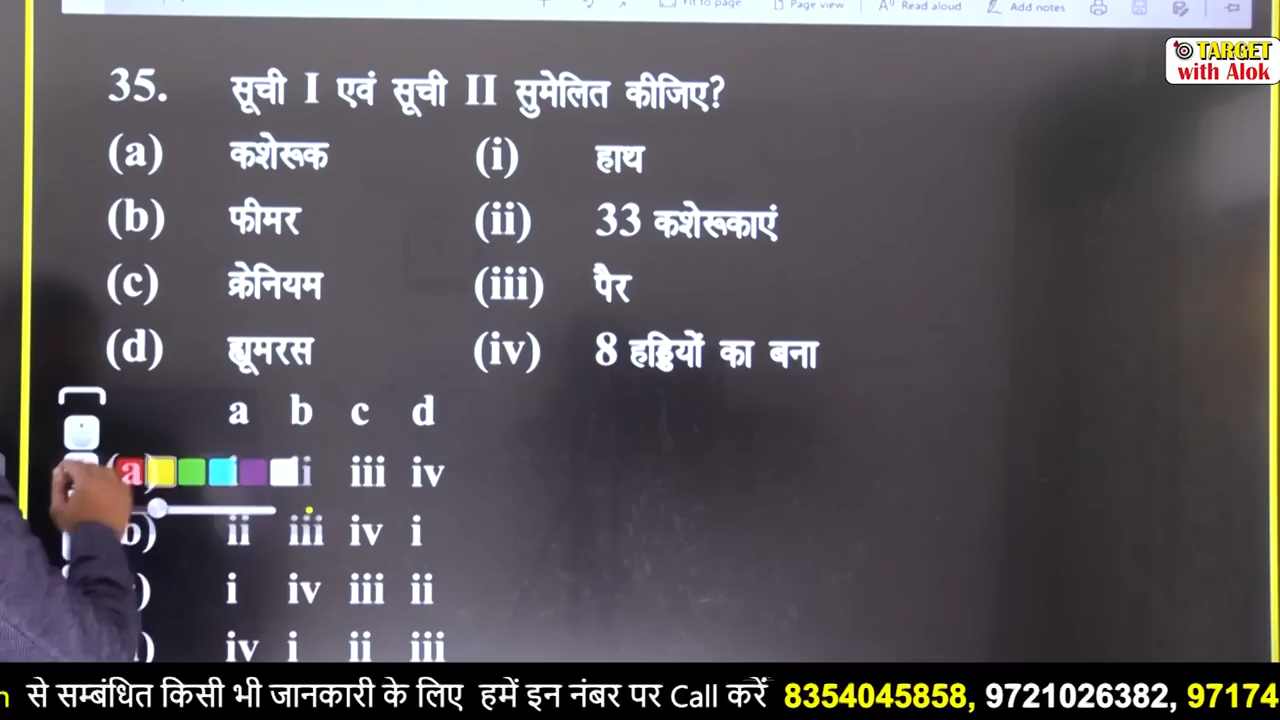 Fit to page Page view Read aloud Add notes
TARGET
with Alok
35. सूची I एवं सूची II सुमेलित कीजिए?
(a) कशेरूक (i) हाथ
(b) फीमर (ii) 33 कशेरूकाएं
(c) क्रेनियम (iii) पैर
(d) ह्यूमरस (iv) 8 हड्डियों का बना
a b c d
(a) iii iv
b) ii iii iv i
) i iv iii ii
) iv i ii iii
से सम्बंधित किसी भी जानकारी के लिए हमें इन नंबर पर Call करें 8354045858, 9721026382, 97174